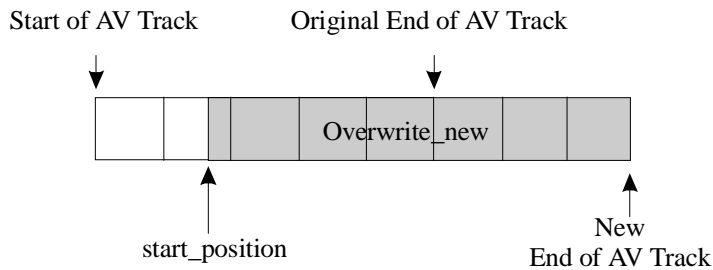 Start of AV Track
Original End of AV Track
Overwrite_new
start_position
New
End of AV Track